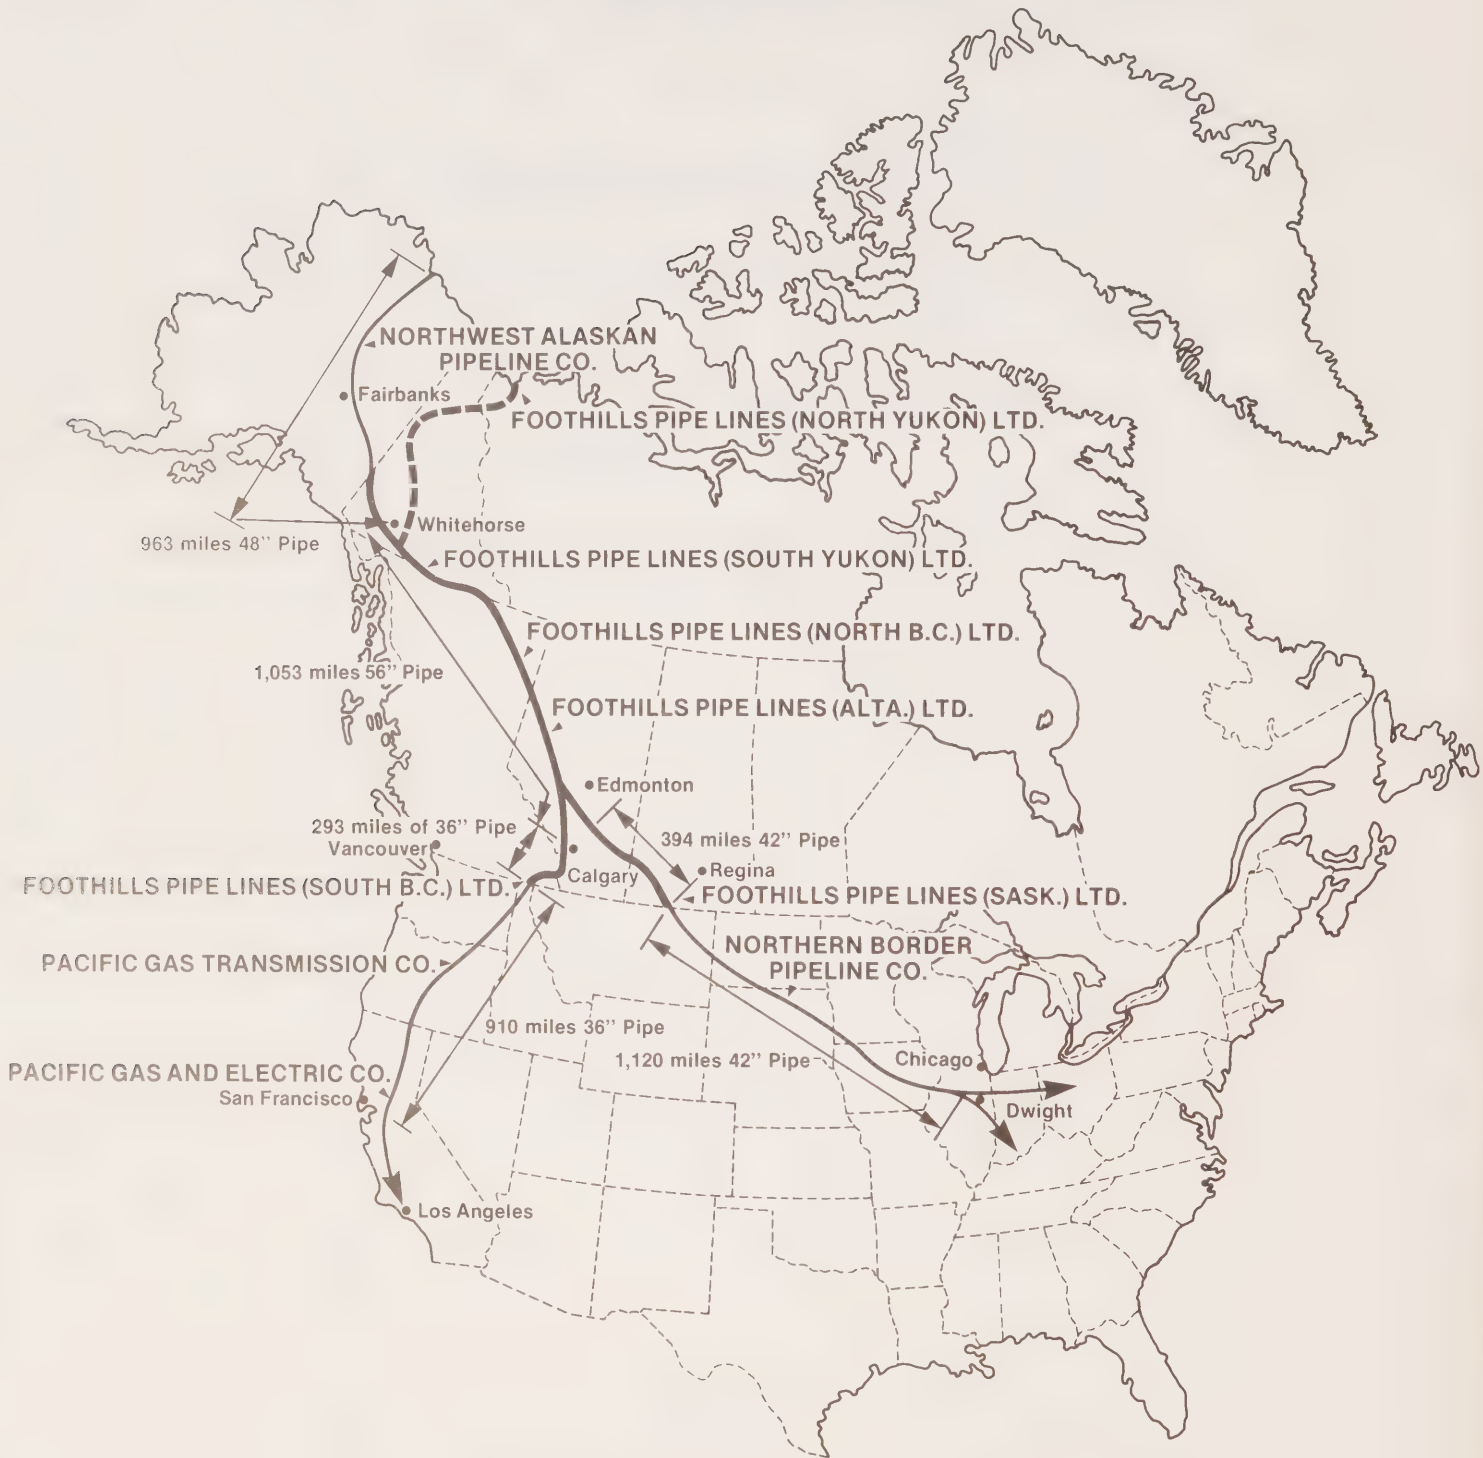 NORTHWEST ALASKAN
PIPELINE CO.
Fairbanks
FOOTHILLS PIPE LINES (NORTH YUKON) LTD.
Whitehorse
963 miles 48" Pipe
FOOTHILLS PIPE LINES (SOUTH YUKON) LTD.
FOOTHILLS PIPE LINES (NORTH B.C.) LTD.
1,053 miles 56" Pipe
FOOTHILLS PIPE LINES (ALTA.) LTD.
Edmonton
293 miles of 36" Pipe
394 miles 42" Pipe
Vancouver
Calgary
Regina
FOOTHILLS PIPE LINES (SOUTH B.C.) LTD.
FOOTHILLS PIPE LINES (SASK.) LTD.
NORTHERN BORDER
PIPELINE CO.
PACIFIC GAS TRANSMISSION CO.
910 miles 36" Pipe
1,120 miles 42" Pipe
Chicago
PACIFIC GAS AND ELECTRIC CO.
San Francisco
Dwight
Los Angeles